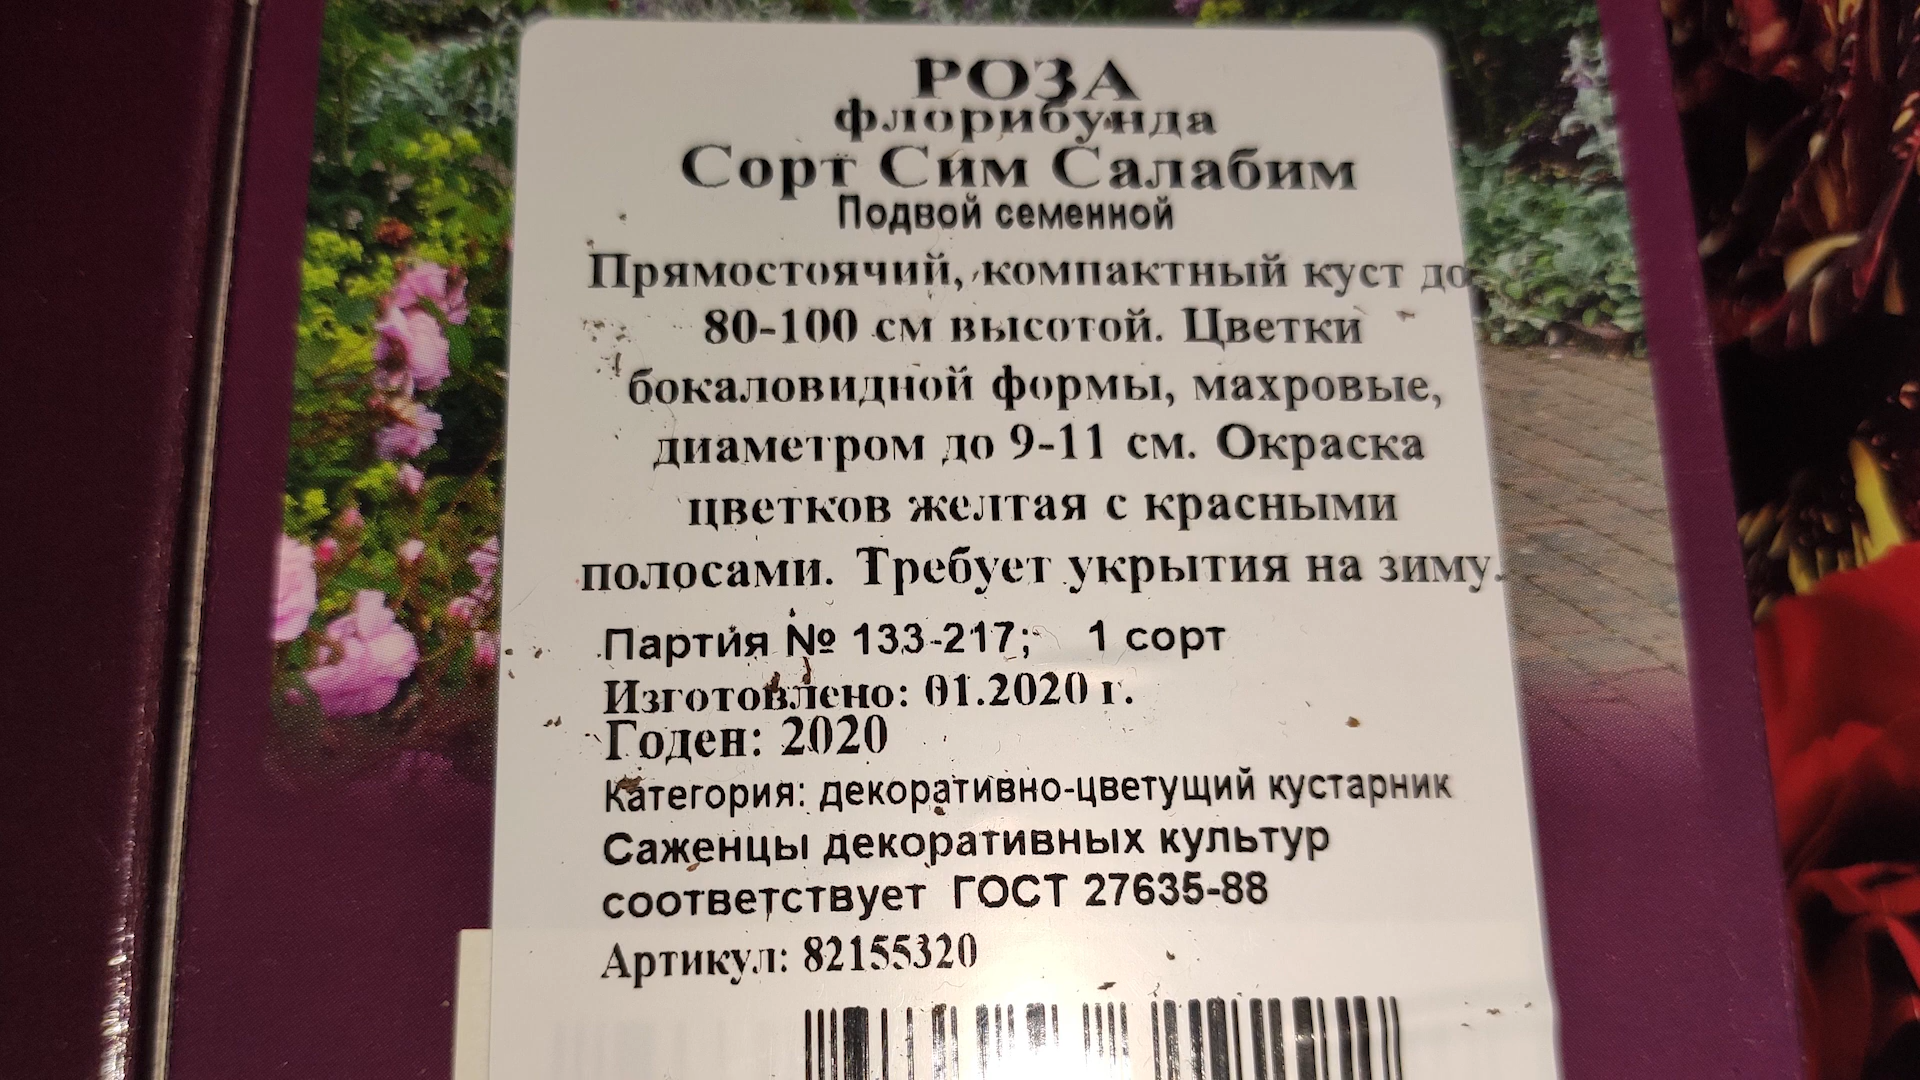 РОЗА
флорибунда
Сорт Сим Салабим
Подвой семенной
Прямостоячий, компактный куст до
80-100 см высотой. Цветки
бокаловидной формы, махровые,
диаметром до 9-11 см. Окраска
цветков желтая с красными
полосами. Требует укрытия на зиму.
Партия № 133-217; 1 сорт
Изготовлено: 01.2020 г.
Годен: 2020
Категория: декоративно-цветущий кустарник
Саженцы декоративных культур
соответствует ГОСТ 27635-88
Артикул: 82155320